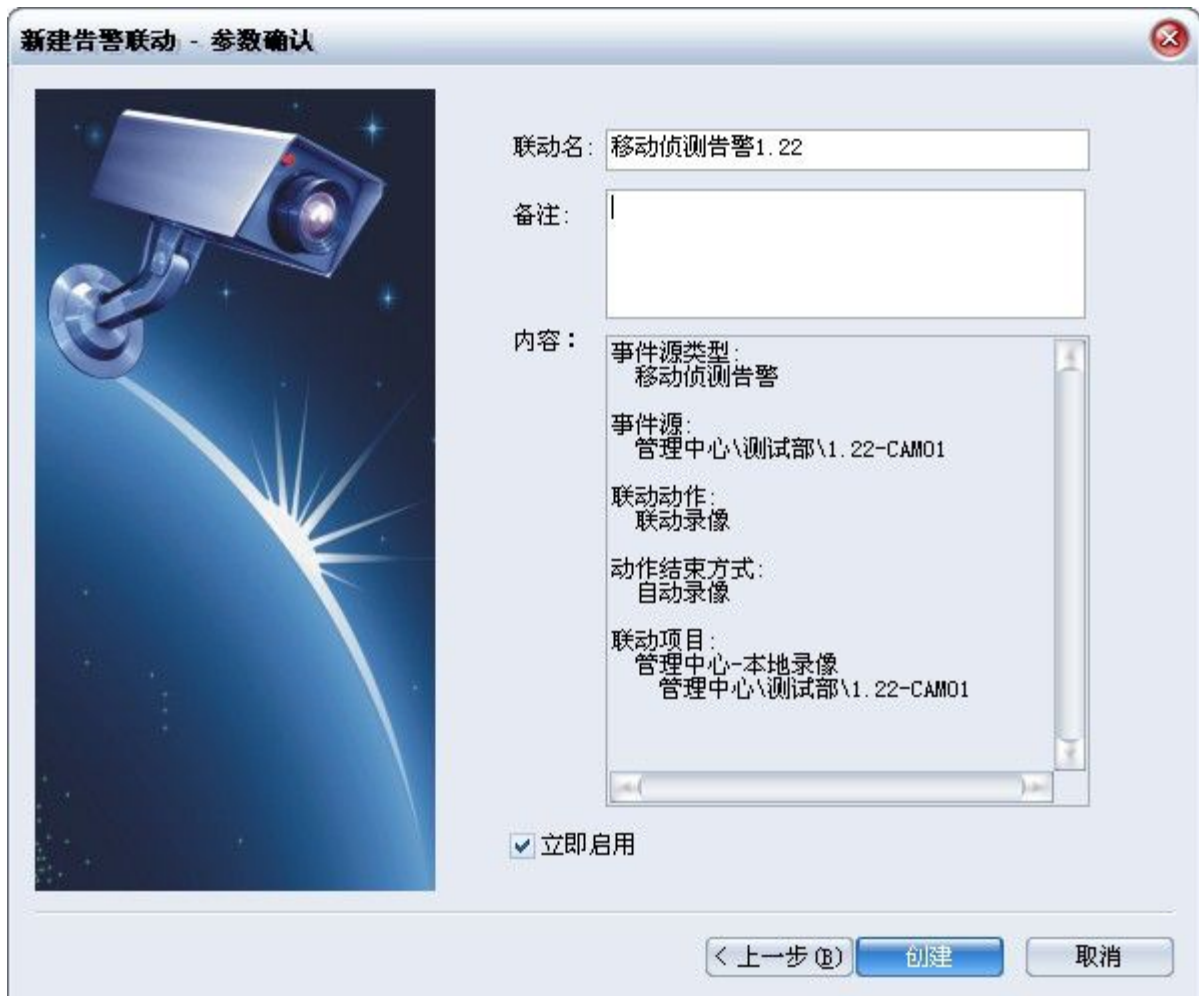 新建告警联动 - 参数确认
联动名: 移动侦测告警1.22
备注:
内容：
事件源类型:
移动侦测告警
事件源:
管理中心\测试部\1.22-CAM01
联动动作:
联动录像
动作结束方式:
自动录像
联动项目:
管理中心-本地录像
管理中心\测试部\1.22-CAM01
立即启用
< 上一步(B) 创建 取消